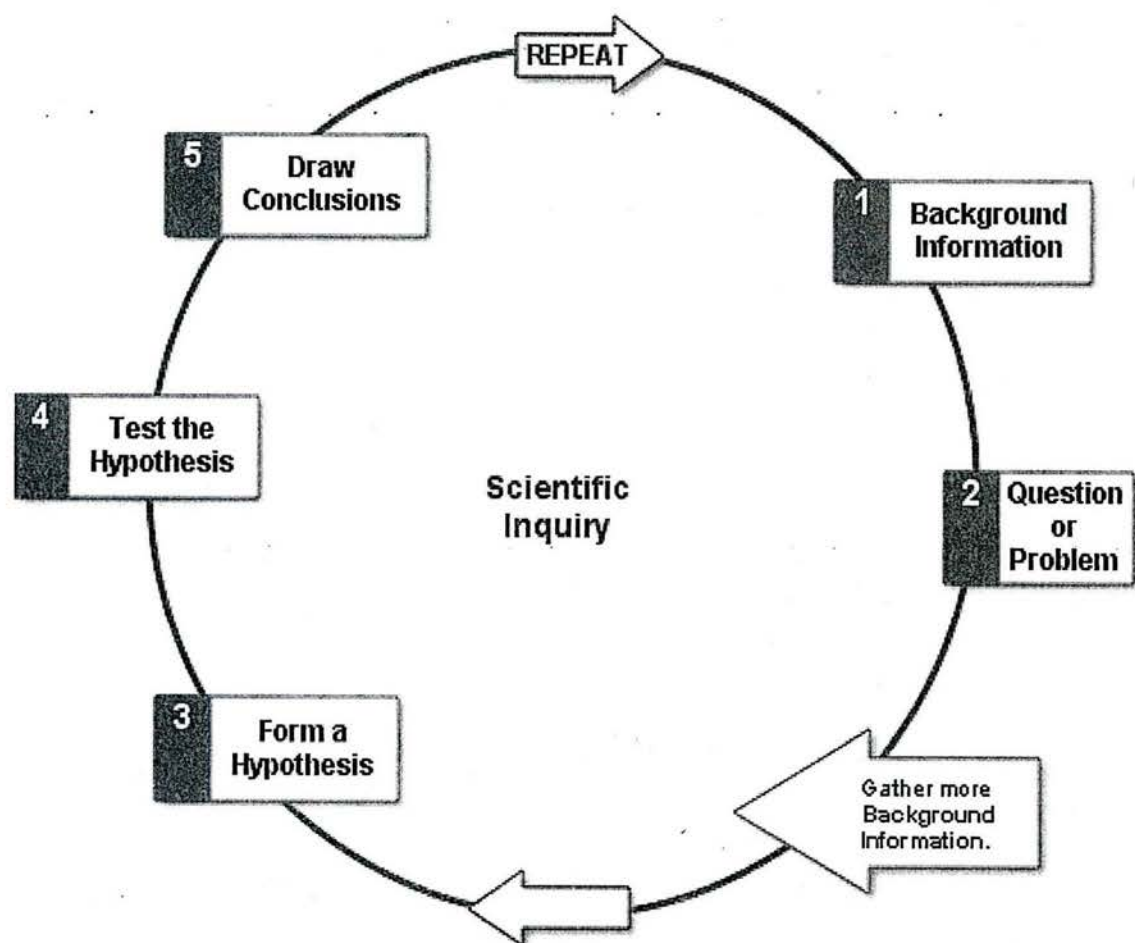 REPEAT
1
Background
Information
2
Question
or
Problem
Gather more
Background
Information.
3
Form a
Hypothesis
4
Test the
Hypothesis
5
Draw
Conclusions
Scientific
Inquiry